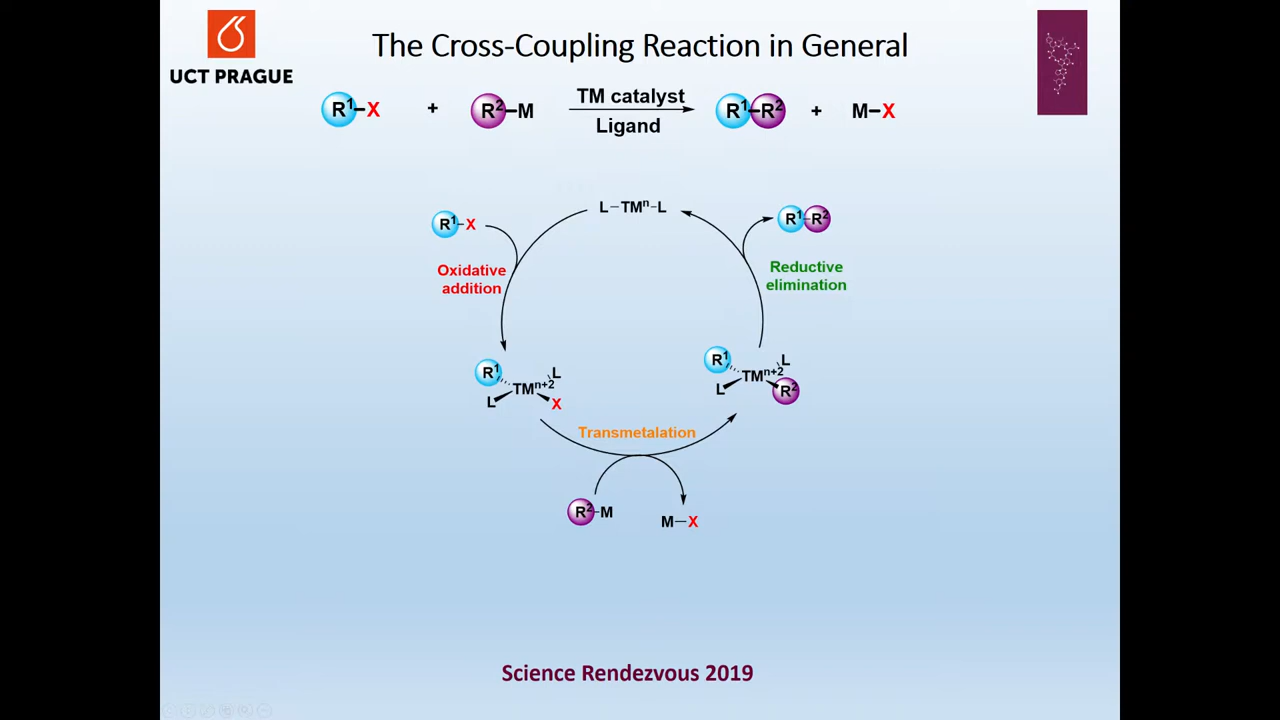 The Cross-Coupling Reaction in General
UCT PRAGUE
R¹–X + R²–M TM catalyst R¹–R² + M–X
Ligand
L–TMⁿ–L
R¹–X
R¹–R²
Oxidative
addition
Reductive
elimination
R¹ L
TMⁿ⁺²
L X
R¹ L
TMⁿ⁺²
L R²
Transmetalation
R²–M
M–X
Science Rendezvous 2019